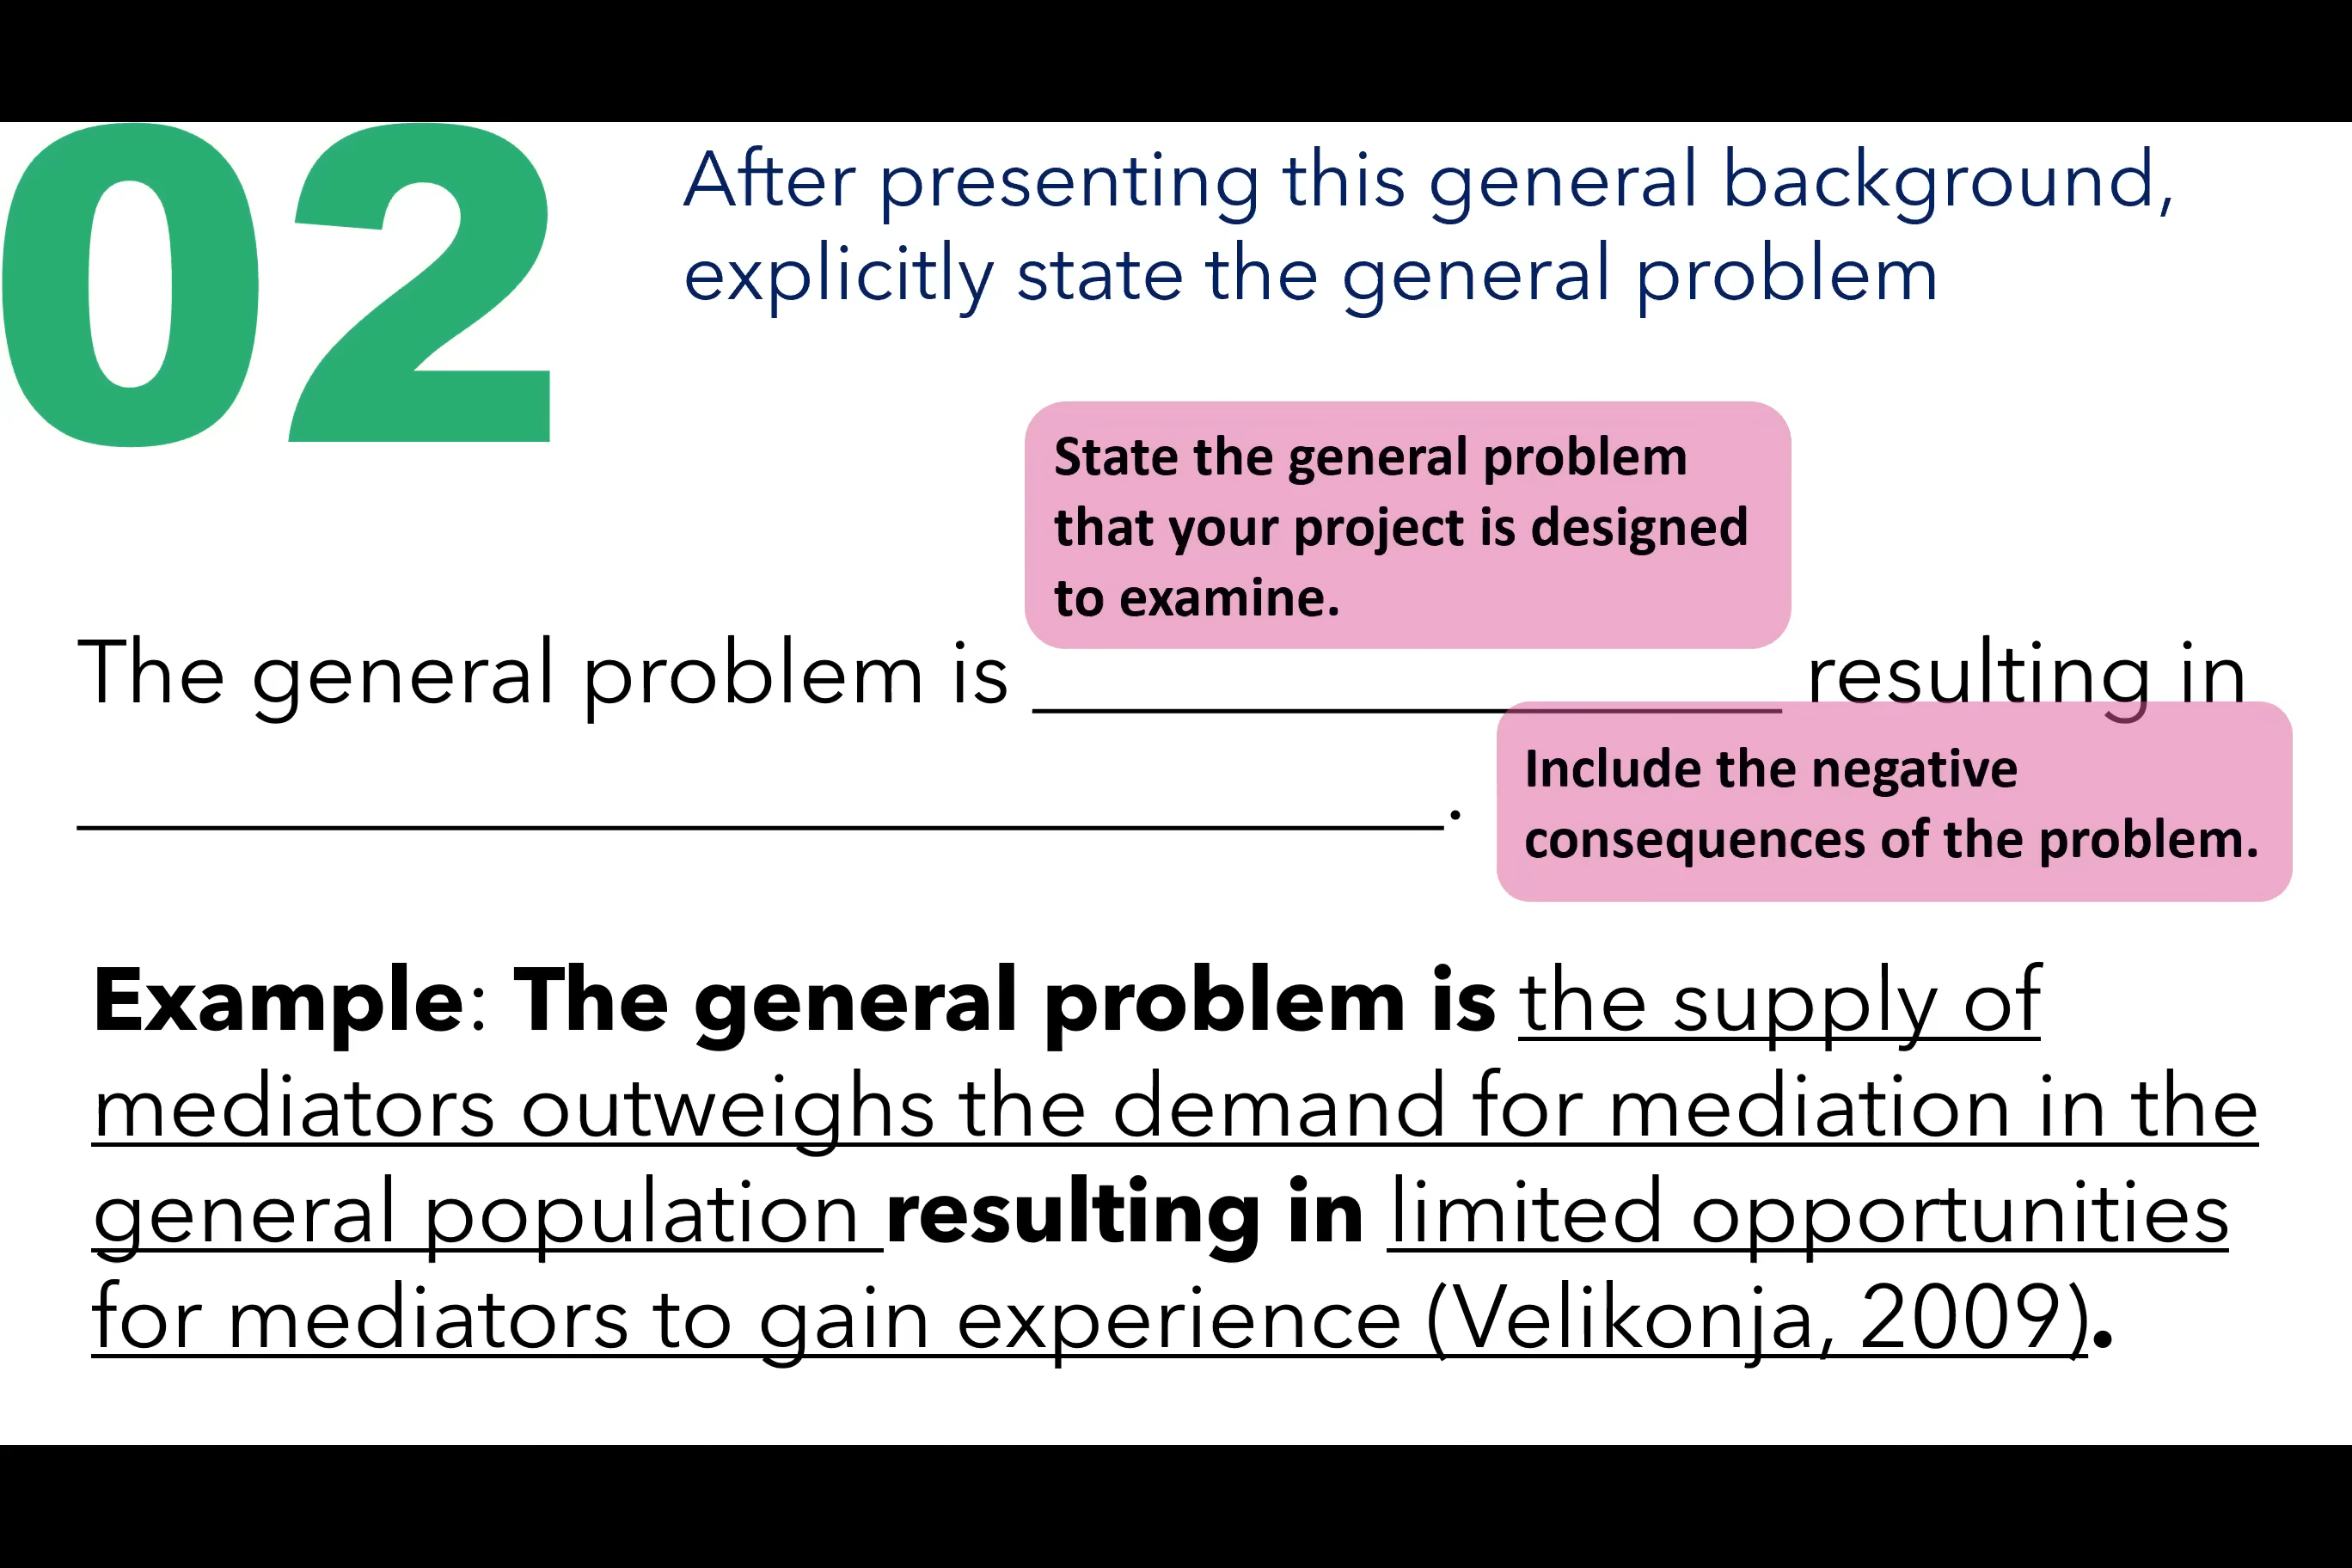 02
After presenting this general background,
explicitly state the general problem
State the general problem
that your project is designed
to examine.
The general problem is ____________________ resulting in
____________________.
Include the negative
consequences of the problem.
Example: The general problem is the supply of
mediators outweighs the demand for mediation in the
general population resulting in limited opportunities
for mediators to gain experience (Velikonja, 2009).